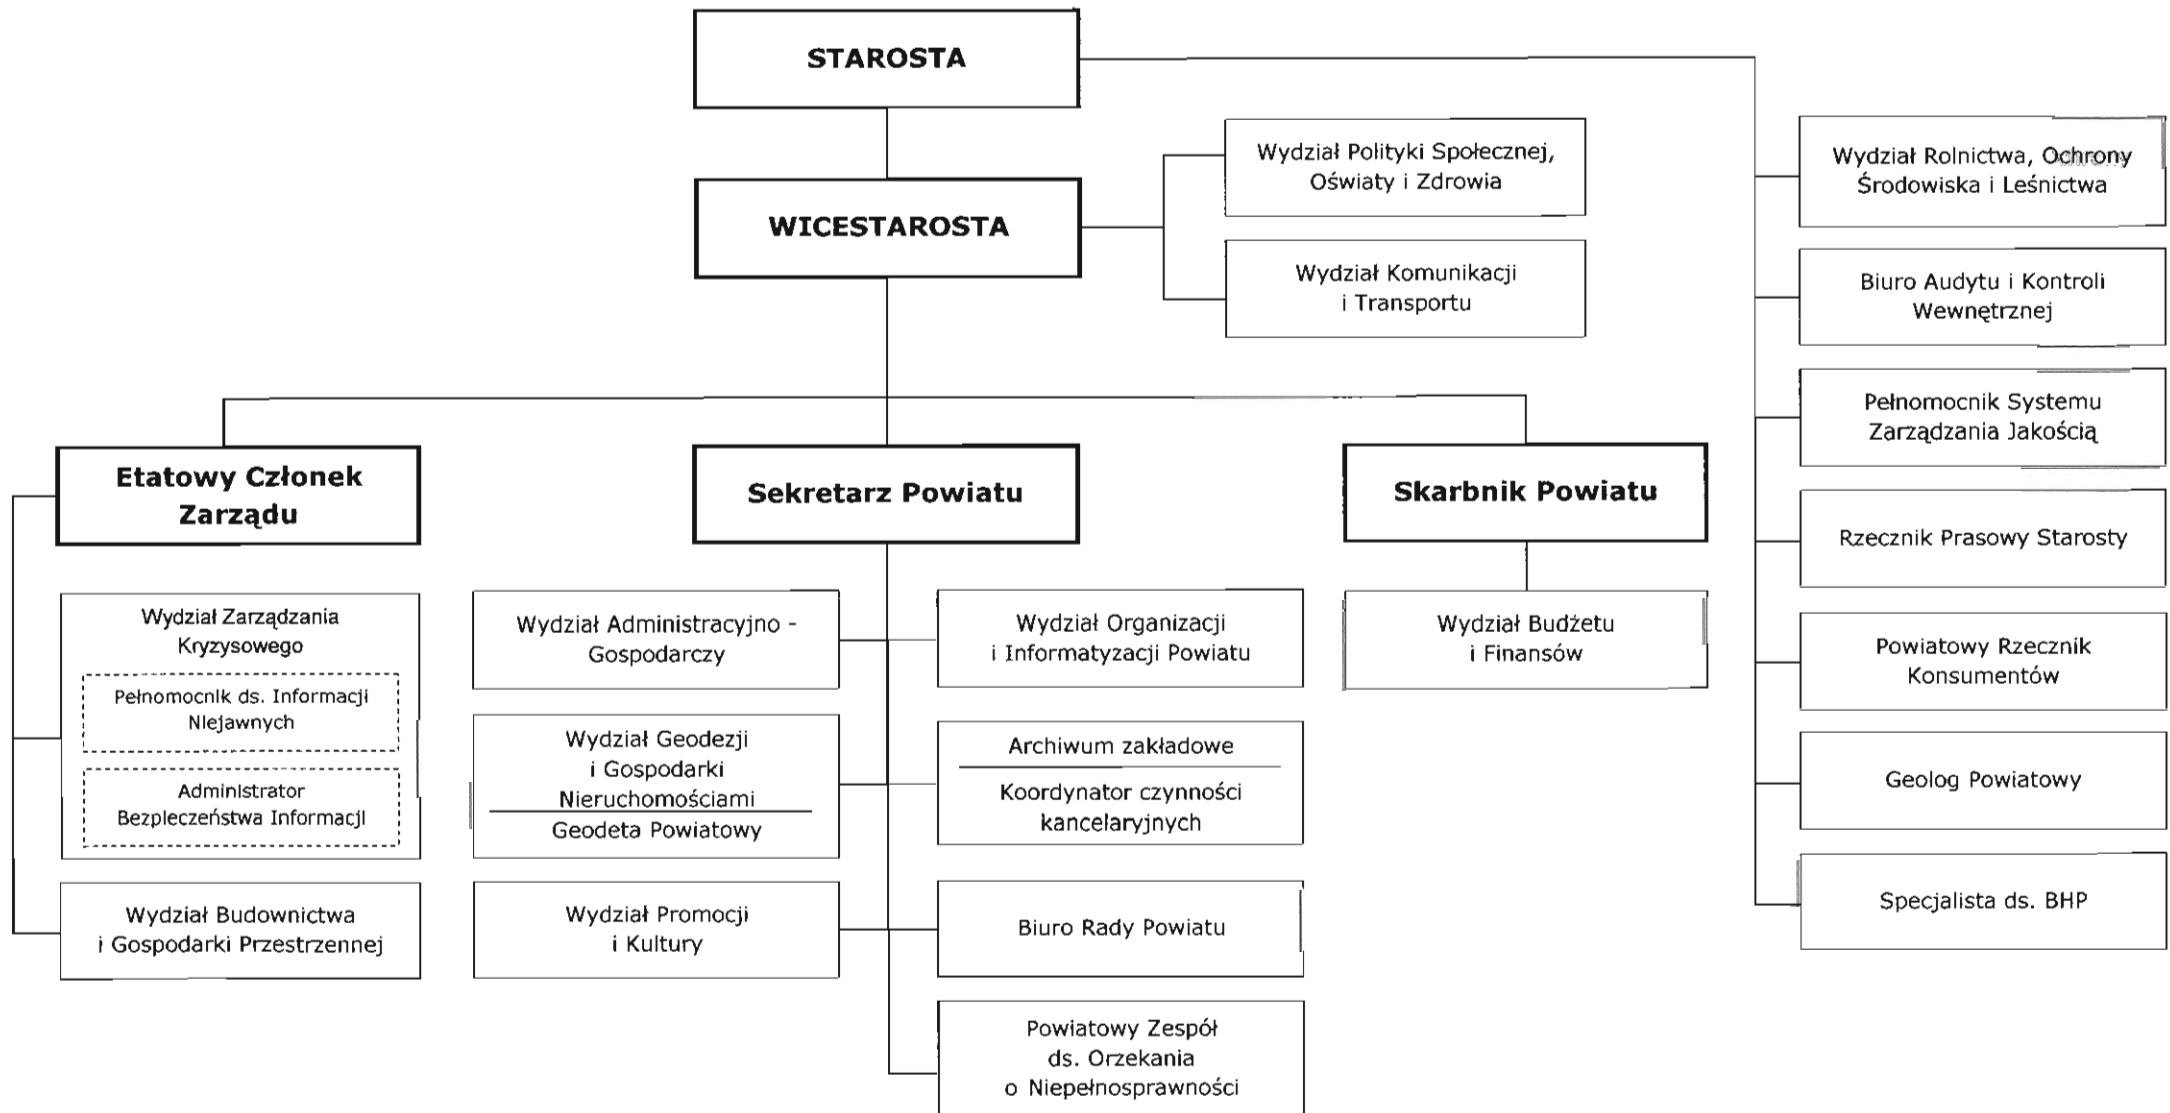 STAROSTA
WICESTAROSTA
Wydział Polityki Społecznej,
Oświaty i Zdrowia
Wydział Komunikacji
i Transportu
Wydział Rolnictwa, Ochrony
Środowiska i Leśnictwa
Biuro Audytu i Kontroli
Wewnętrznej
Pełnomocnik Systemu
Zarządzania Jakością
Rzecznik Prasowy Starosty
Powiatowy Rzecznik
Konsumentów
Geolog Powiatowy
Specjalista ds. BHP
Etatowy Członek
Zarządu
Wydział Zarządzania
Kryzysowego
Pełnomocnik ds. Informacji
Niejawnych
Administrator
Bezpieczeństwa Informacji
Wydział Budownictwa
i Gospodarki Przestrzennej
Sekretarz Powiatu
Wydział Administracyjno -
Gospodarczy
Wydział Geodezji
i Gospodarki
Nieruchomościami
Geodeta Powiatowy
Wydział Promocji
i Kultury
Wydział Organizacji
i Informatyzacji Powiatu
Archiwum zakładowe
Koordynator czynności
kancelaryjnych
Biuro Rady Powiatu
Powiatowy Zespół
ds. Orzekania
o Niepełnosprawności
Skarbnik Powiatu
Wydział Budżetu
i Finansów